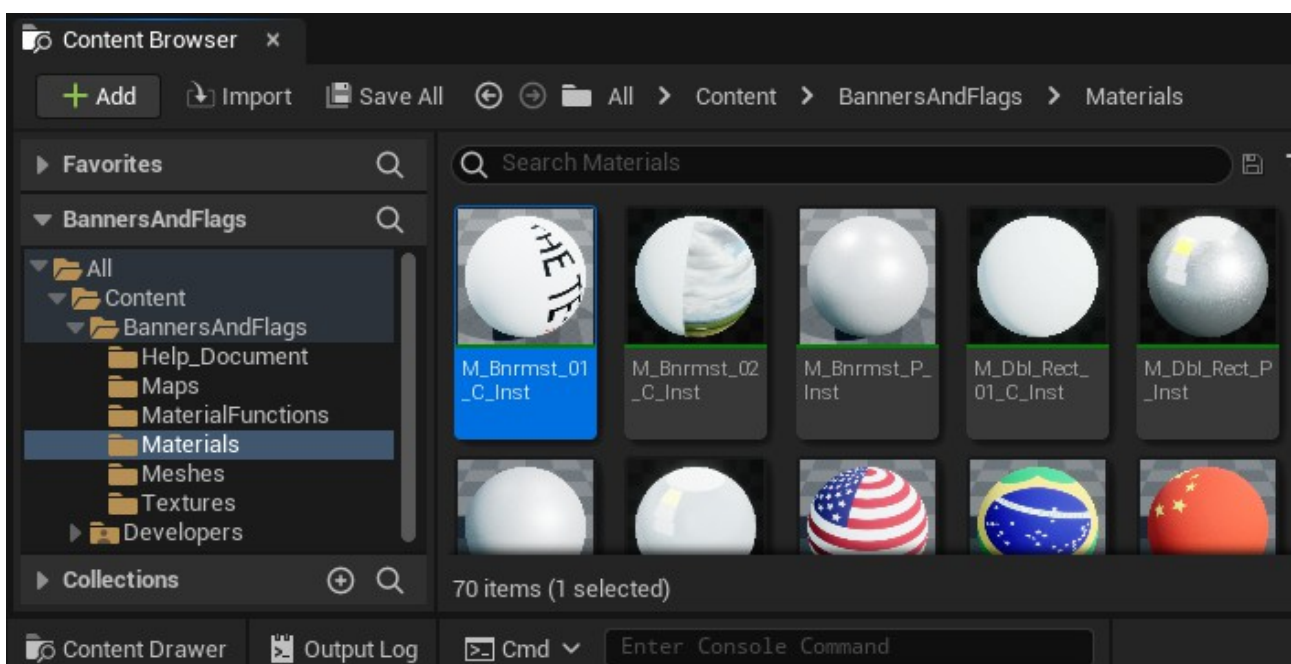 Content Browser
Add Import Save All All > Content > BannersAndFlags > Materials
Favorites
Search Materials
BannersAndFlags
All
Content
BannersAndFlags
Help_Document
Maps
MaterialFunctions
Materials
Meshes
Textures
Developers
Collections
HE TE
M_Bnrmst_01
_C_Inst
M_Bnrmst_02
_C_Inst
M_Bnrmst_P_
Inst
M_Dbl_Rect_
01_C_Inst
M_Dbl_Rect_P
_Inst
70 items (1 selected)
Content Drawer Output Log Cmd Enter Console Command